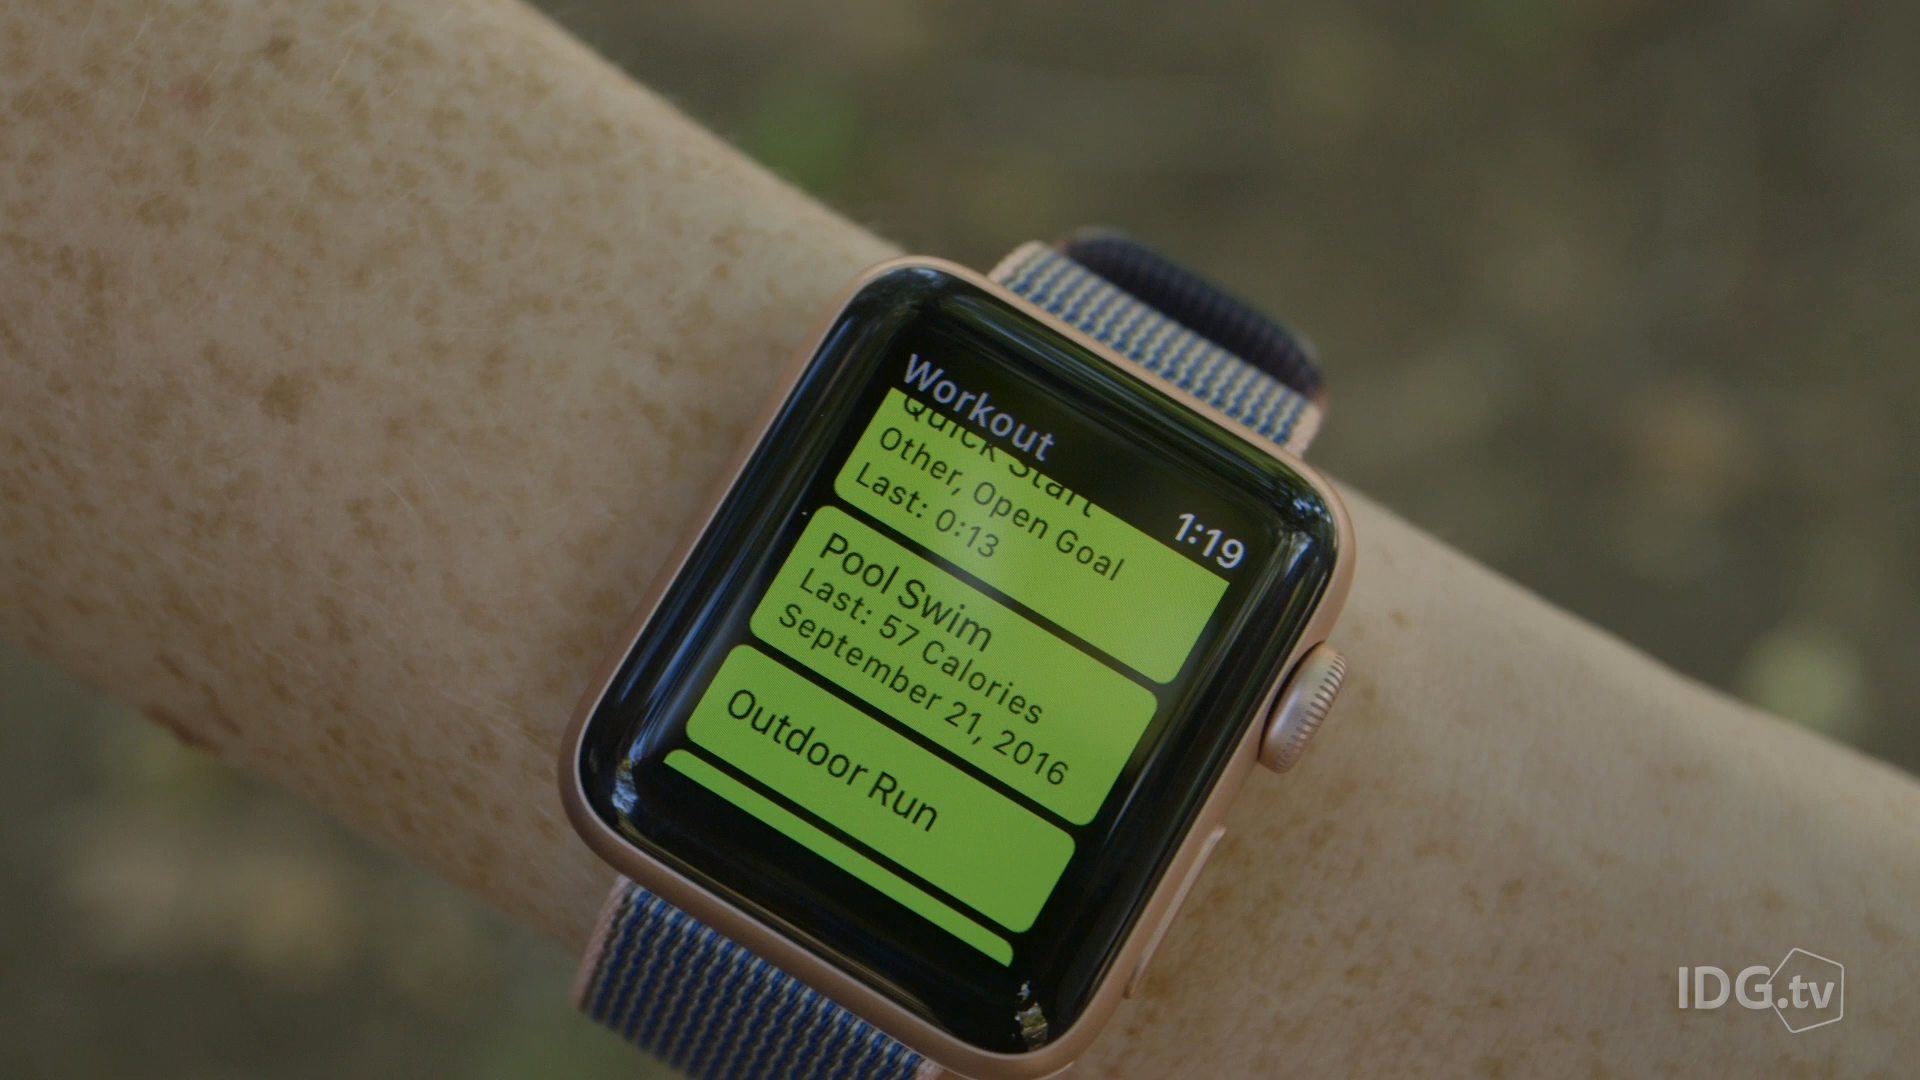 Workout
1:19
Quick Start
Other, Open Goal
Last: 0:13
Pool Swim
Last: 57 Calories
September 21, 2016
Outdoor Run
IDG.tv